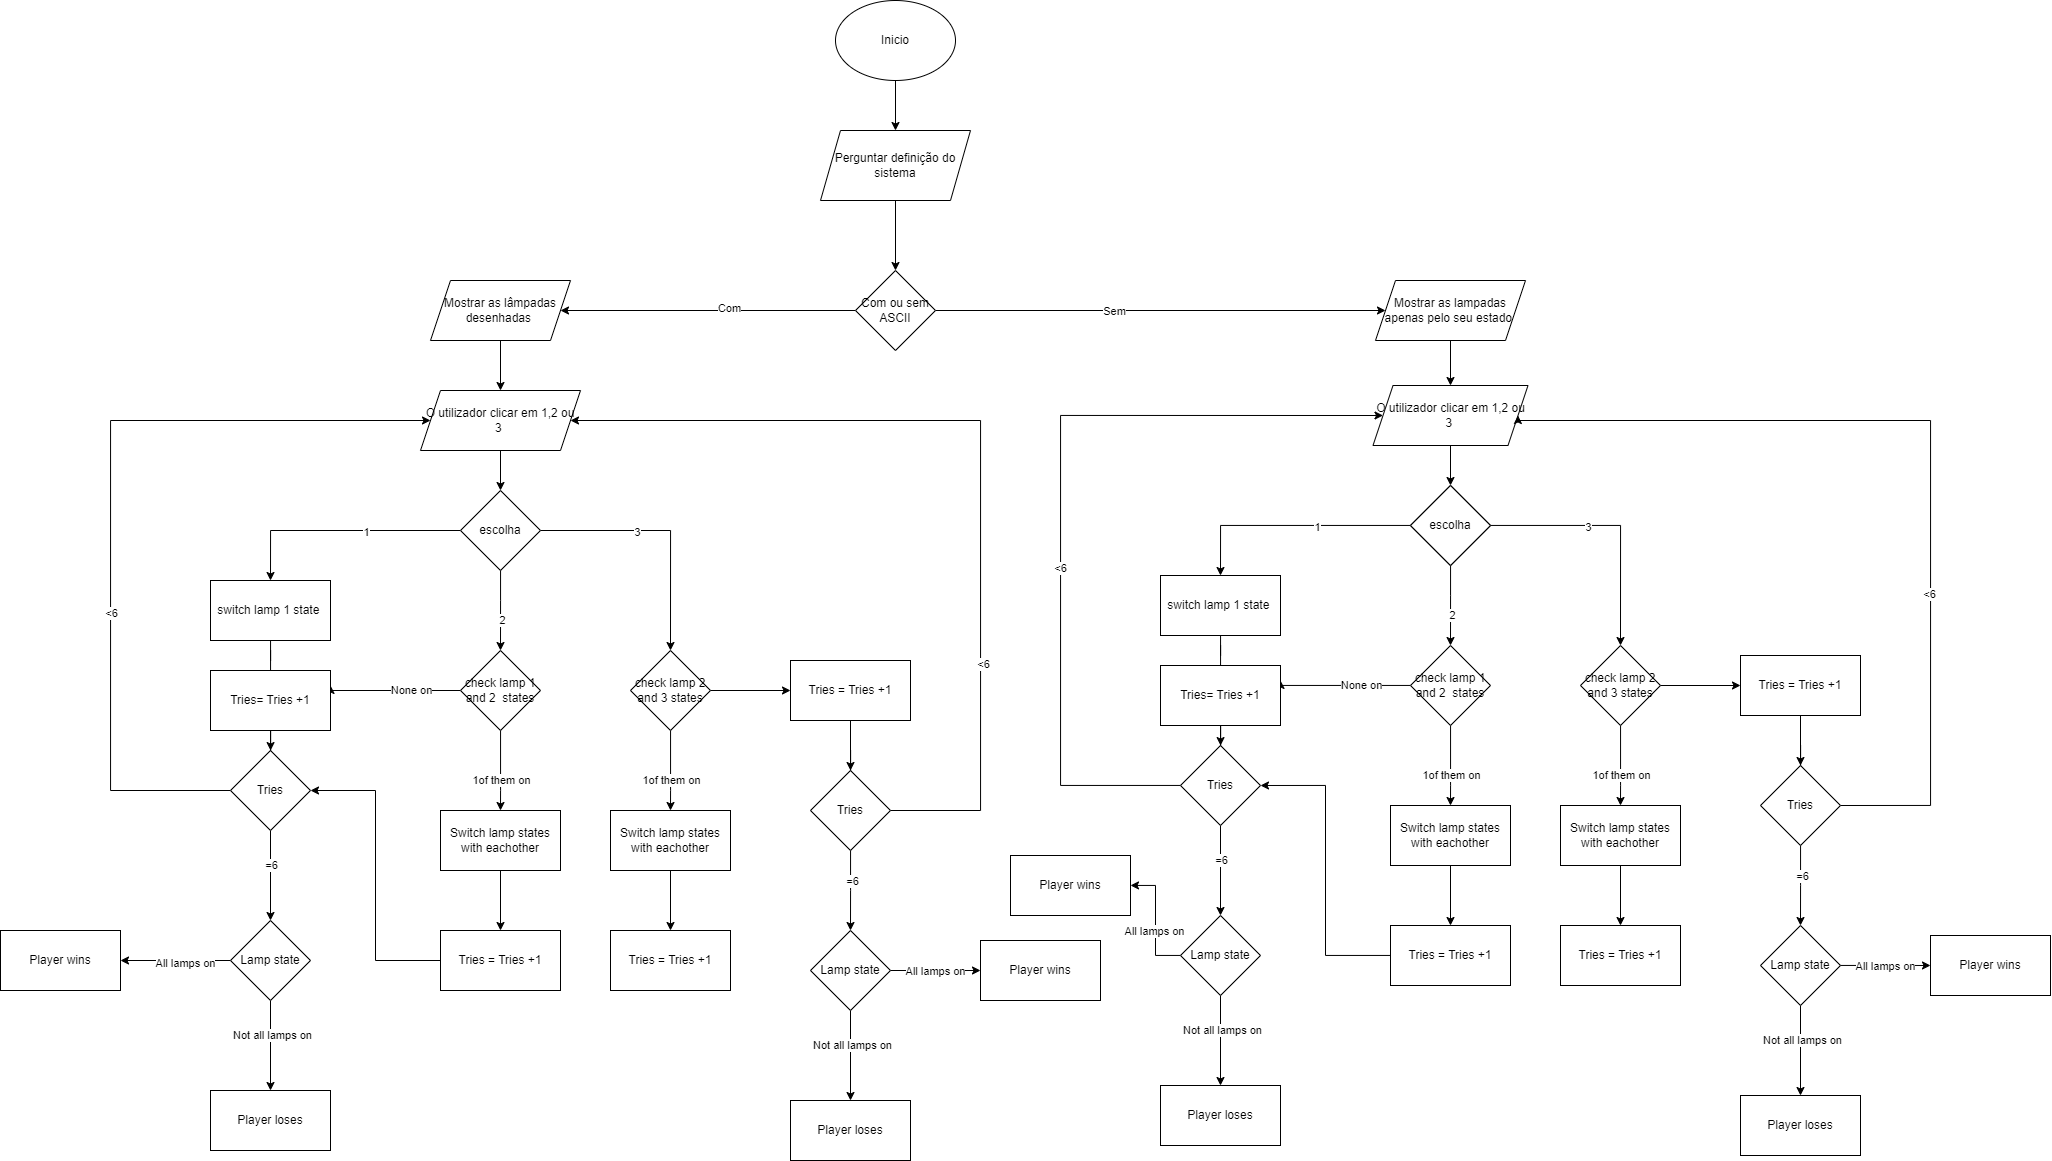 Inicio
Perguntar definição do
sistema
Com ou sem
ASCII
Com
Sem
Mostrar as lâmpadas
desenhadas
Mostrar as lampadas
apenas pelo seu estado
O utilizador clicar em 1,2 ou
3
escolha
1
2
3
<6
<6
switch lamp 1 state
Tries= Tries +1
None on
check lamp 1
and 2 states
check lamp 2
and 3 states
Tries = Tries +1
Tries
1of them on
1of them on
Tries
Switch lamp states
with eachother
Switch lamp states
with eachother
=6
=6
Player wins
All lamps on
Lamp state
Tries = Tries +1
Tries = Tries +1
Lamp state
All lamps on
Player wins
Not all lamps on
Not all lamps on
Player loses
Player loses
O utilizador clicar em 1,2 ou
3
escolha
1
2
3
<6
<6
switch lamp 1 state
Tries= Tries +1
None on
check lamp 1
and 2 states
check lamp 2
and 3 states
Tries = Tries +1
Tries
1of them on
1of them on
Tries
Switch lamp states
with eachother
Switch lamp states
with eachother
=6
=6
Player wins
All lamps on
Lamp state
Tries = Tries +1
Tries = Tries +1
Lamp state
All lamps on
Player wins
Not all lamps on
Not all lamps on
Player loses
Player loses